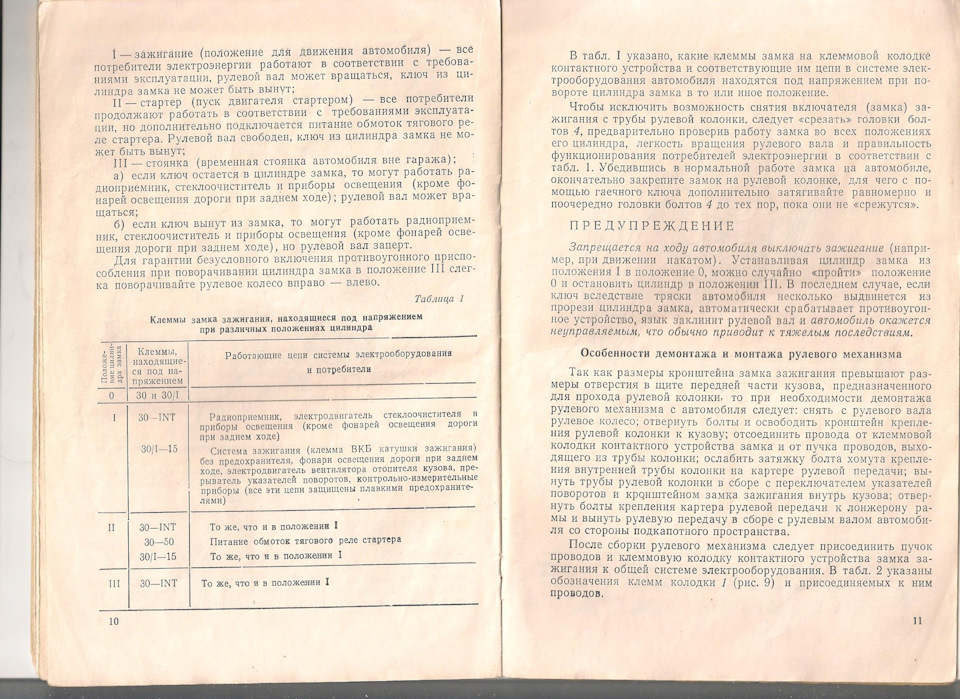 I — зажигание (положение для движения автомобиля) — все
потребители электроэнергии работают в соответствии с требова-
ниями эксплуатации, рулевой вал может вращаться, ключ из ци-
линдра замка не может быть вынут;
II — стартер (пуск двигателя стартером) — все потребители
продолжают работать в соответствии с требованиями эксплуата-
ции, но дополнительно подключается питание обмоток тягового ре-
ле стартера. Рулевой вал свободен, ключ из цилиндра замка не мо-
жет быть вынут;
III — стоянка (временная стоянка автомобиля вне гаража);
а) если ключ остается в цилиндре замка, то могут работать ра-
диоприемник, стеклоочиститель и приборы освещения (кроме фо-
нарей освещения дороги при заднем ходе); рулевой вал может вра-
щаться;
б) если ключ вынут из замка, то могут работать радиоприем-
ник, стеклоочиститель и приборы освещения (кроме фонарей осве-
щения дороги при заднем ходе), но рулевой вал заперт.
Для гарантии безусловного включения противоугонного приспо-
собления при поворачивании цилиндра замка в положение III слег-
ка поворачивайте рулевое колесо вправо — влево.
Таблица 1
Клеммы замка зажигания, находящиеся под напряжением
при различных положениях цилиндра
Положе-
ние цилин-
дра замка
Клеммы,
находящие-
ся под на-
пряжением
Работающие цепи системы электрооборудования
и потребители
0 30 и 30/I
I 30—INT Радиоприемник, электродвигатель стеклоочистителя и
приборы освещения (кроме фонарей освещения дороги
при заднем ходе)
30/I—15 Система зажигания (клемма ВКБ катушки зажигания)
без предохранителя, фонари освещения дороги при заднем
ходе, электродвигатель вентилятора отопителя кузова, пре-
рыватель указателей поворотов, контрольно-измерительные
приборы (все эти цепи защищены плавкими предохраните-
лями)
II 30—INT То же, что и в положении I
30—50 Питание обмоток тягового реле стартера
30/I—15 То же, что и в положении I
III 30—INT То же, что и в положении I
10
В табл. I указано, какие клеммы замка на клеммовой колодке
контактного устройства и соответствующие им цепи в системе элек-
трооборудования автомобиля находятся под напряжением при по-
вороте цилиндра замка в то или иное положение.
Чтобы исключить возможность снятия включателя (замка) за-
жигания с трубы рулевой колонки, следует «срезать» головки бол-
тов 4, предварительно проверив работу замка во всех положениях
его цилиндра, легкость вращения рулевого вала и правильность
функционирования потребителей электроэнергии в соответствии с
табл. 1. Убедившись в нормальной работе замка на автомобиле,
окончательно закрепите замок на рулевой колонке, для чего с по-
мощью гаечного ключа дополнительно затягивайте равномерно и
поочередно головки болтов 4 до тех пор, пока они не «срежутся».
ПРЕДУПРЕЖДЕНИЕ
Запрещается на ходу автомобиля выключать зажигание (напри-
мер, при движении накатом). Устанавливая цилиндр замка из
положения I в положение 0, можно случайно «пройти» положение
0 и остановить цилиндр в положении III. В последнем случае, если
ключ вследствие тряски автомобиля несколько выдвинется из
прорези цилиндра замка, автоматически срабатывает противоугон-
ное устройство, язык заклинит рулевой вал и автомобиль окажется
неуправляемым, что обычно приводит к тяжелым последствиям.
Особенности демонтажа и монтажа рулевого механизма
Так как размеры кронштейна замка зажигания превышают раз-
меры отверстия в щите передней части кузова, предназначенного
для прохода рулевой колонки, то при необходимости демонтажа
рулевого механизма с автомобиля следует: снять с рулевого вала
рулевое колесо; отвернуть болты и освободить кронштейн крепле-
ния рулевой колонки к кузову; отсоединить провода от клеммовой
колодки контактного устройства замка и от пучка проводов, выхо-
дящего из трубы колонки; ослабить затяжку болта хомута крепле-
ния внутренней трубы колонки на картере рулевой передачи; вы-
нуть трубы рулевой колонки в сборе с переключателем указателей
поворотов и кронштейном замка зажигания внутрь кузова; отвер-
нуть болты крепления картера рулевой передачи к лонжерону ра-
мы и вынуть рулевую передачу в сборе с рулевым валом автомоби-
ля со стороны подкапотного пространства.
После сборки рулевого механизма следует присоединить пучок
проводов и клеммовую колодку контактного устройства замка за-
жигания к общей системе электрооборудования. В табл. 2 указаны
обозначения клемм колодки 1 (рис. 9) и присоединяемых к ним
проводов.
11